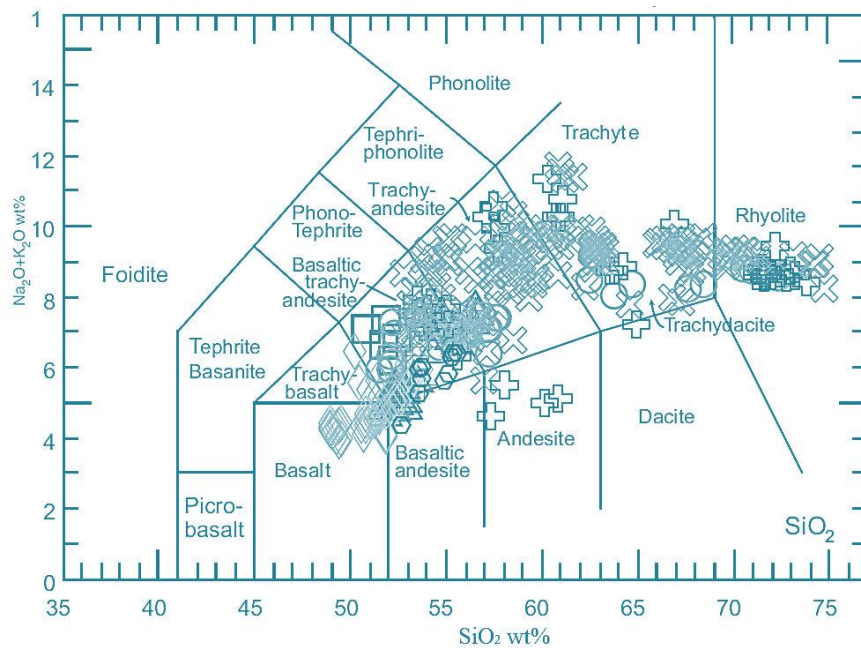 1
14
12
10
8
6
4
2
0
Na2O+K2O wt%
Phonolite
Tephri-
phonolite
Trachyte
Trachy-
andesite
Phono-
Tephrite
Rhyolite
Foidite
Basaltic
trachy-
andesite
Trachydacite
Tephrite
Basanite
Trachy-
basalt
Dacite
Andesite
Basalt
Basaltic
andesite
Picro-
basalt
SiO2
35
40
45
50
55
60
65
70
75
SiO2 wt%